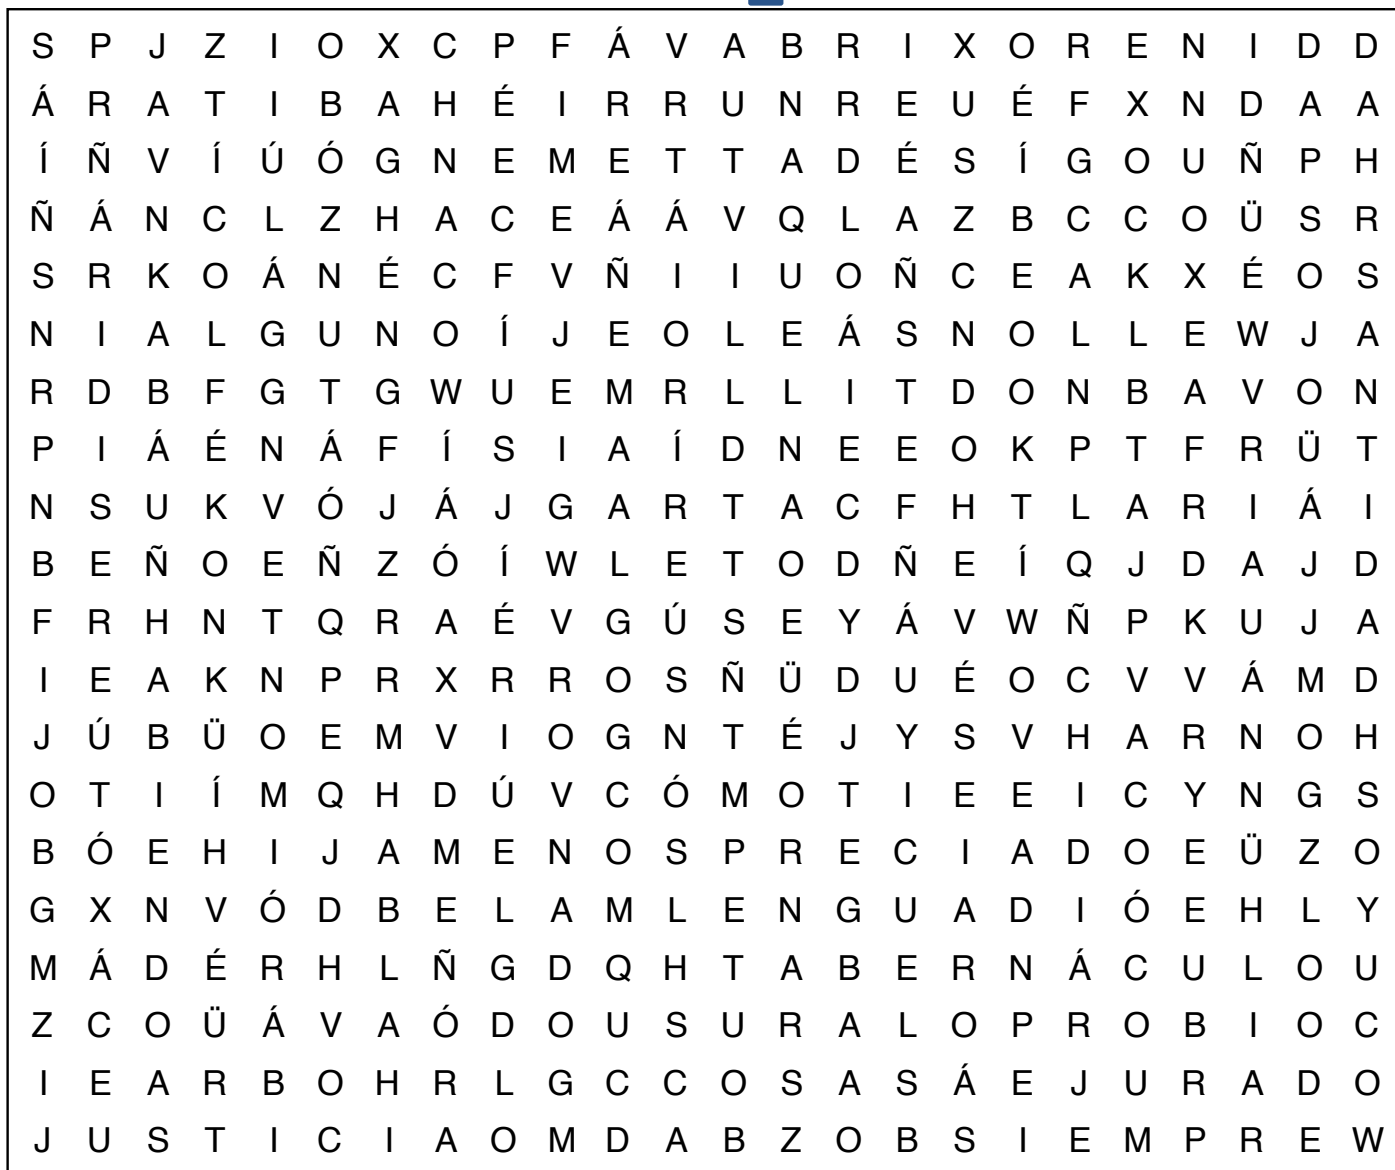 S P J Z I O X C P F Á V A B R I X O R E N I D D
Á R A T I B A H É I R R U N R E U É F X N D A A
Í Ñ V Í Ú Ó G N E M E T T A D É S Í G O U Ñ P H
Ñ Á N C L Z H A C E Á Á V Q L A Z B C C O Ü S R
S R K O Á N É C F V Ñ I I U O Ñ C E A K X É O S
N I A L G U N O Í J E O L E Á S N O L L E W J A
R D B F G T G W U E M R L L I T D O N B A V O N
P I Á É N Á F Í S I A Í D N E E O K P T F R Ü T
N S U K V Ó J Á J G A R T A C F H T L A R I Á I
B E Ñ O E Ñ Z Ó Í W L E T O D Ñ E Í Q J D A J D
F R H N T Q R A É V G Ú S E Y Á V W Ñ P K U J A
I E A K N P R X R R O S Ñ Ü D U É O C V V Á M D
J Ú B Ü O E M V I O G N T É J Y S V H A R N O H
O T I Í M Q H D Ú V C Ó M O T I E E I C Y N G S
B Ó E H I J A M E N O S P R E C I A D O E Ü Z O
G X N V Ó D B E L A M L E N G U A D I Ó E H L Y
M Á D É R H L Ñ G D Q H T A B E R N Á C U L O U
Z C O Ü Á V A Ó D O U S U R A L O P R O B I O C
I E A R B O H R L G C C O S A S Á E J U R A D O
J U S T I C I A O M D A B Z O B S I E M P R E W